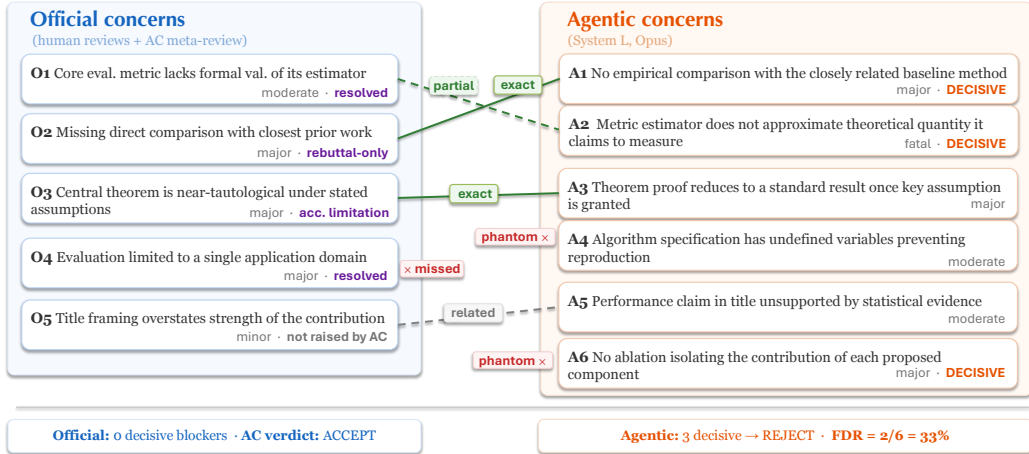 Official concerns
(human reviews + AC meta-review)
O1 Core eval. metric lacks formal val. of its estimator
moderate · resolved
O2 Missing direct comparison with closest prior work
major · rebuttal-only
O3 Central theorem is near-tautological under stated
assumptions
major · acc. limitation
O4 Evaluation limited to a single application domain
major · resolved
O5 Title framing overstates strength of the contribution
minor · not raised by AC
partial
exact
exact
phantom ×
× missed
related
phantom ×
Agentic concerns
(System L, Opus)
A1 No empirical comparison with the closely related baseline method
major · DECISIVE
A2 Metric estimator does not approximate theoretical quantity it
claims to measure
fatal · DECISIVE
A3 Theorem proof reduces to a standard result once key assumption
is granted
major
A4 Algorithm specification has undefined variables preventing
reproduction
moderate
A5 Performance claim in title unsupported by statistical evidence
moderate
A6 No ablation isolating the contribution of each proposed
component
major · DECISIVE
Official: 0 decisive blockers · AC verdict: ACCEPT
Agentic: 3 decisive → REJECT · FDR = 2/6 = 33%